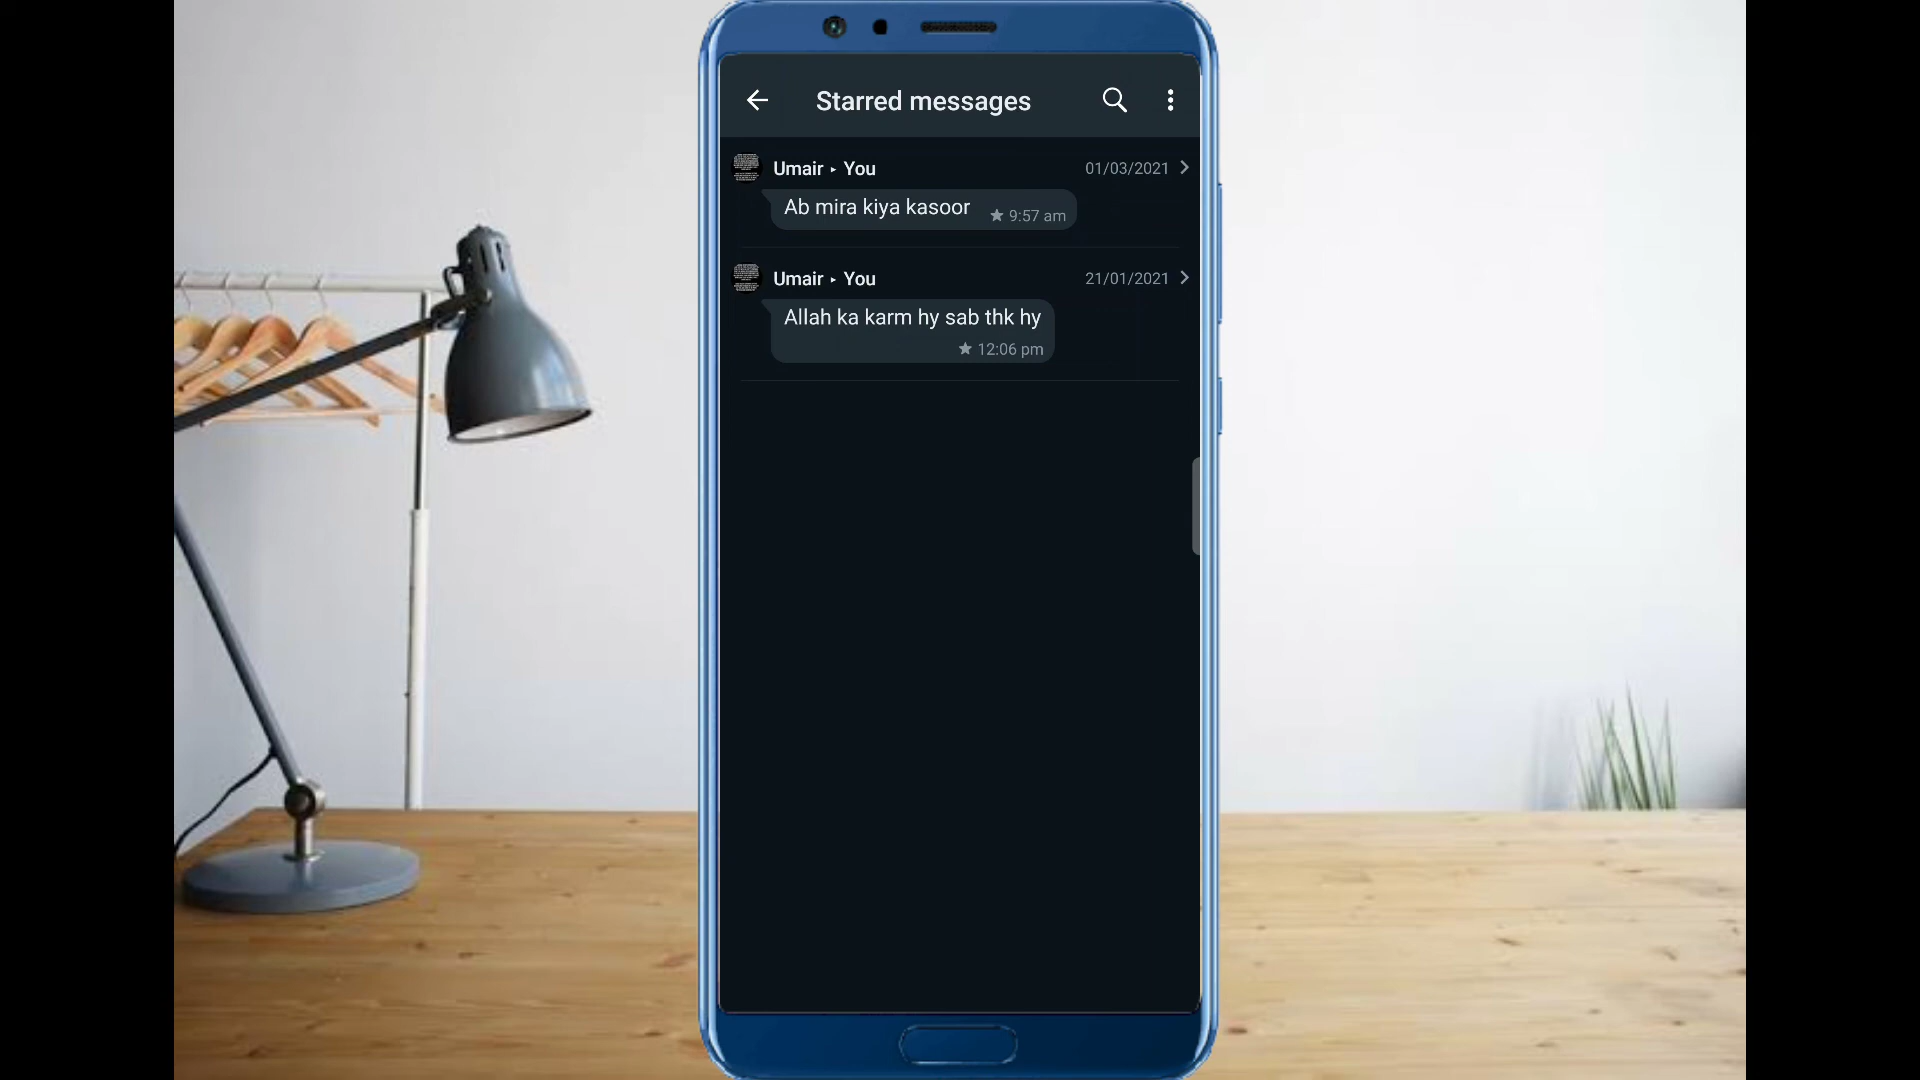 Starred messages
Umair ▸ You 01/03/2021
Ab mira kiya kasoor ★ 9:57 am
Umair ▸ You 21/01/2021
Allah ka karm hy sab thk hy
★ 12:06 pm